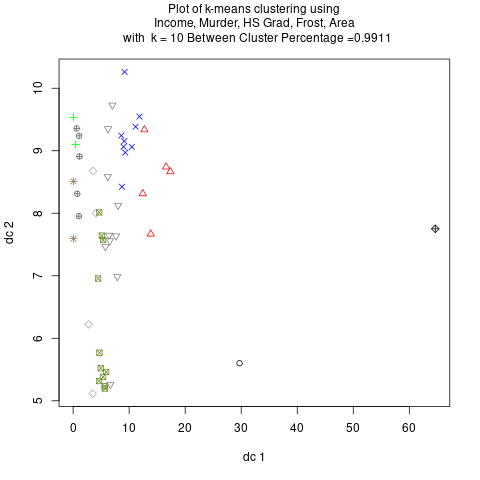 Plot of k-means clustering using
Income, Murder, HS Grad, Frost, Area
with k = 10 Between Cluster Percentage =0.9911
10
9
8
7
6
5
dc 2
0 10 20 30 40 50 60
dc 1